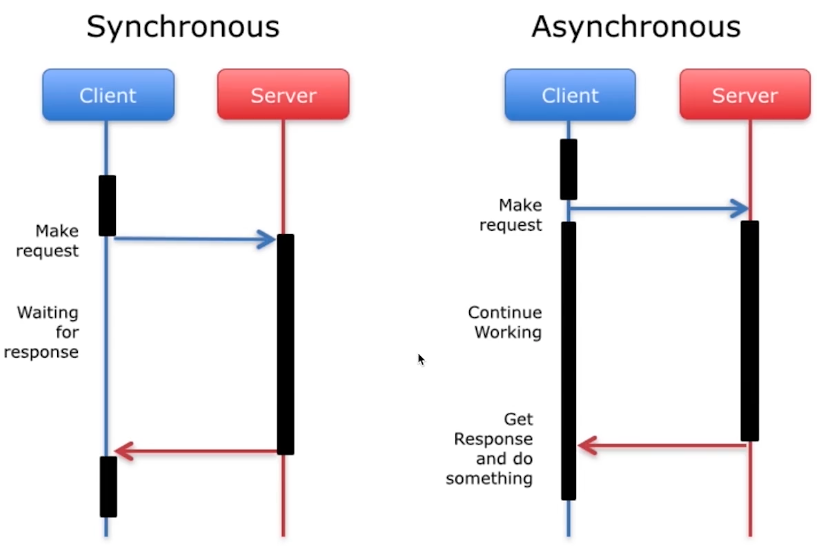 Synchronous
Client
Server
Make
request
Waiting
for
response
Asynchronous
Client
Server
Make
request
Continue
Working
Get
Response
and do
something